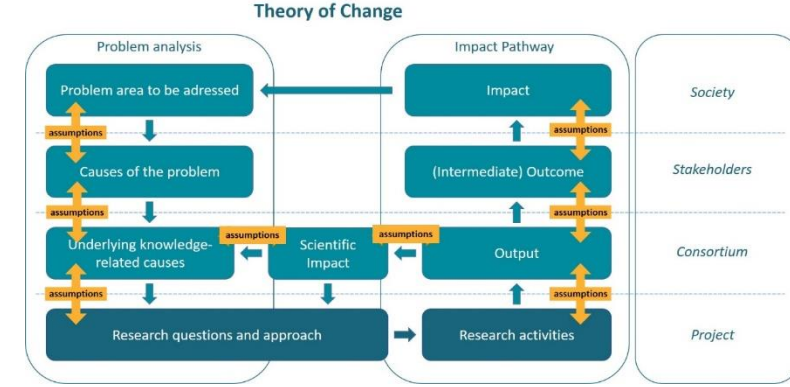 Theory of Change
Problem analysis
Impact Pathway
Problem area to be adressed
Impact
Society
assumptions
assumptions
Causes of the problem
(Intermediate) Outcome
Stakeholders
assumptions
assumptions
assumptions
assumptions
Underlying knowledge-
related causes
Scientific
Impact
Output
Consortium
assumptions
assumptions
Research questions and approach
Research activities
Project